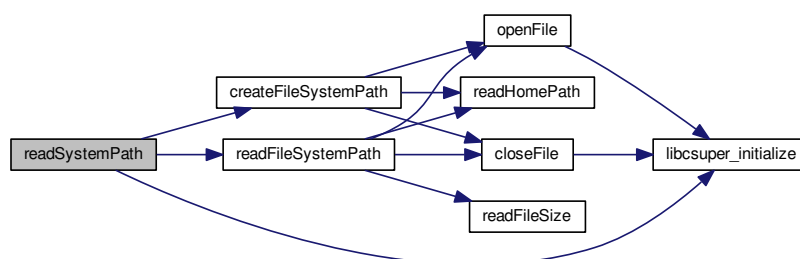 openFile
createFileSystemPath
readHomePath
readSystemPath
readFileSystemPath
closeFile
libcsuper_initialize
readFileSize